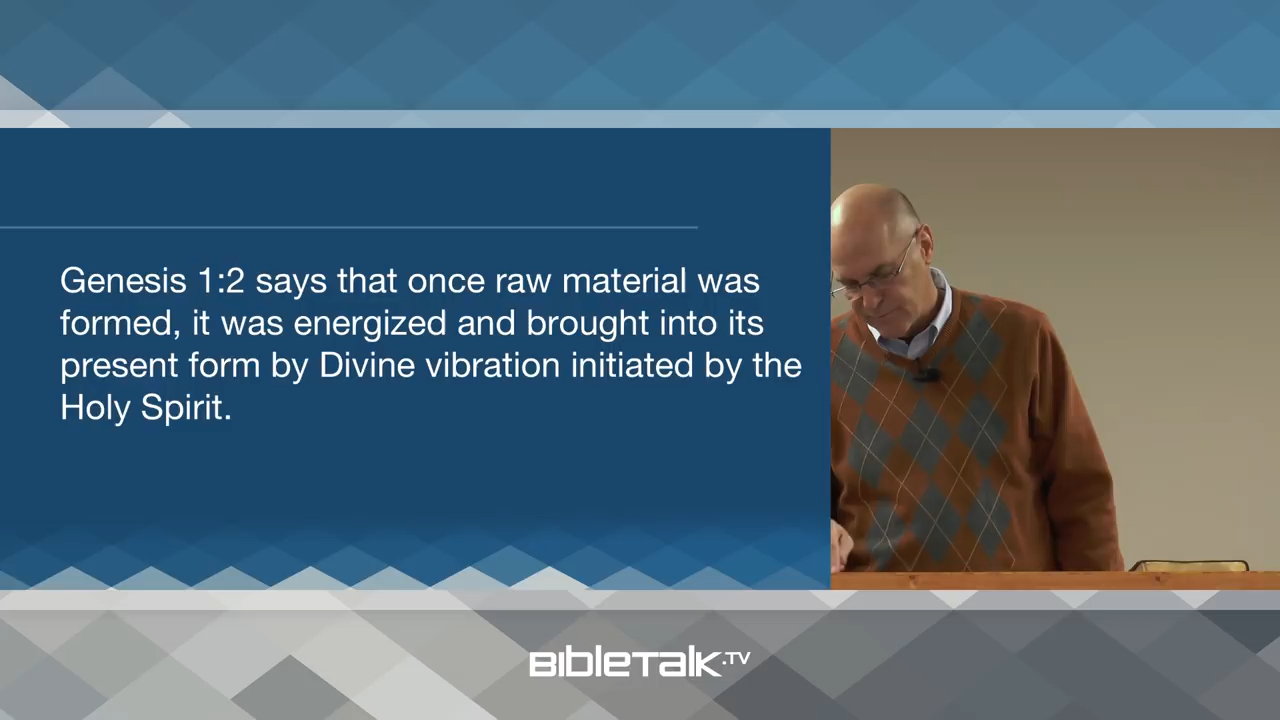 Genesis 1:2 says that once raw material was
formed, it was energized and brought into its
present form by Divine vibration initiated by the
Holy Spirit.
BIBLETALK.TV